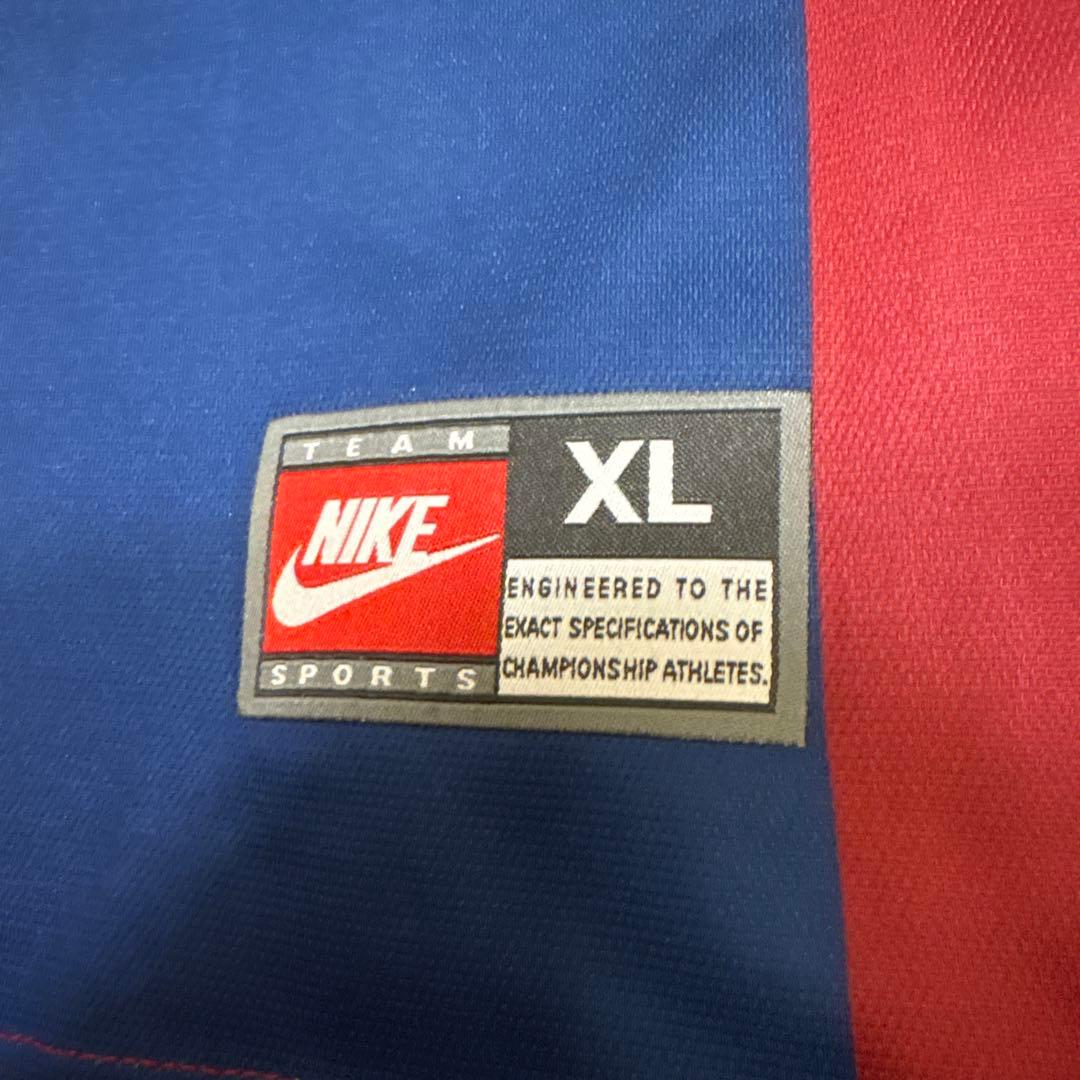 TEAM
NIKE
SPORTS
XL
ENGINEERED TO THE
EXACT SPECIFICATIONS OF
CHAMPIONSHIP ATHLETES.